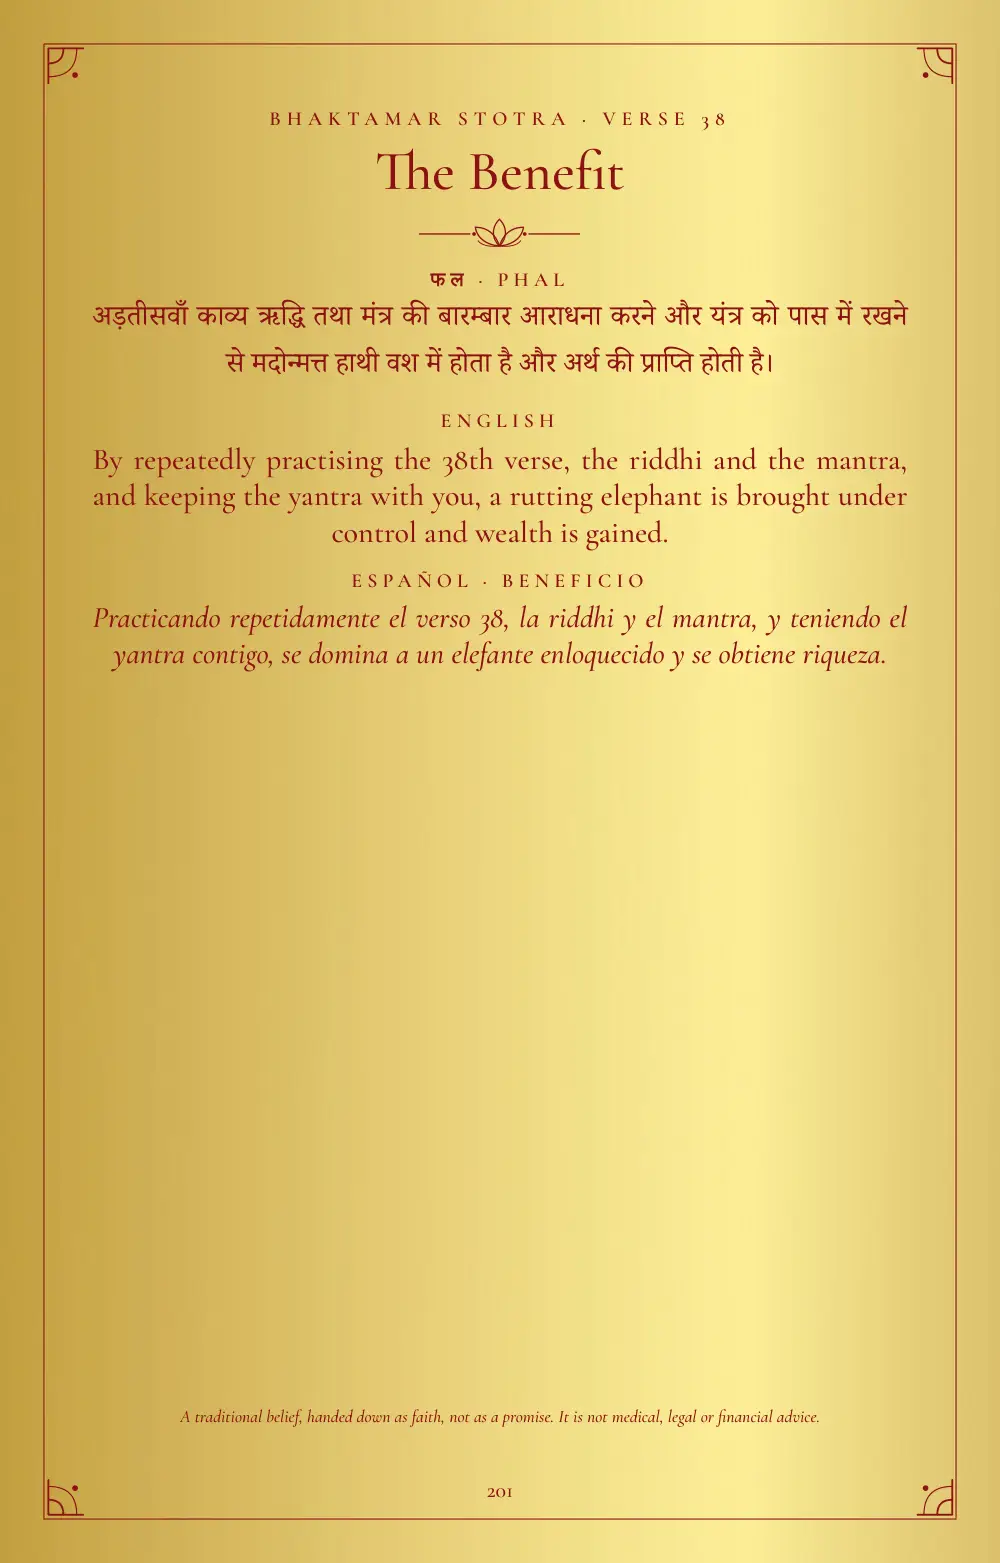 BHAKTAMAR STOTRA · VERSE 38
The Benefit
फल · PHAL
अड़तीसवाँ काव्य ऋद्धि तथा मंत्र की बारम्बार आराधना करने और यंत्र को पास में रखने
से मदोन्मत्त हाथी वश में होता है और अर्थ की प्राप्ति होती है।
ENGLISH
By repeatedly practising the 38th verse, the riddhi and the mantra,
and keeping the yantra with you, a rutting elephant is brought under
control and wealth is gained.
ESPAÑOL · BENEFICIO
Practicando repetidamente el verso 38, la riddhi y el mantra, y teniendo el
yantra contigo, se domina a un elefante enloquecido y se obtiene riqueza.
A traditional belief, handed down as faith, not as a promise. It is not medical, legal or financial advice.
201